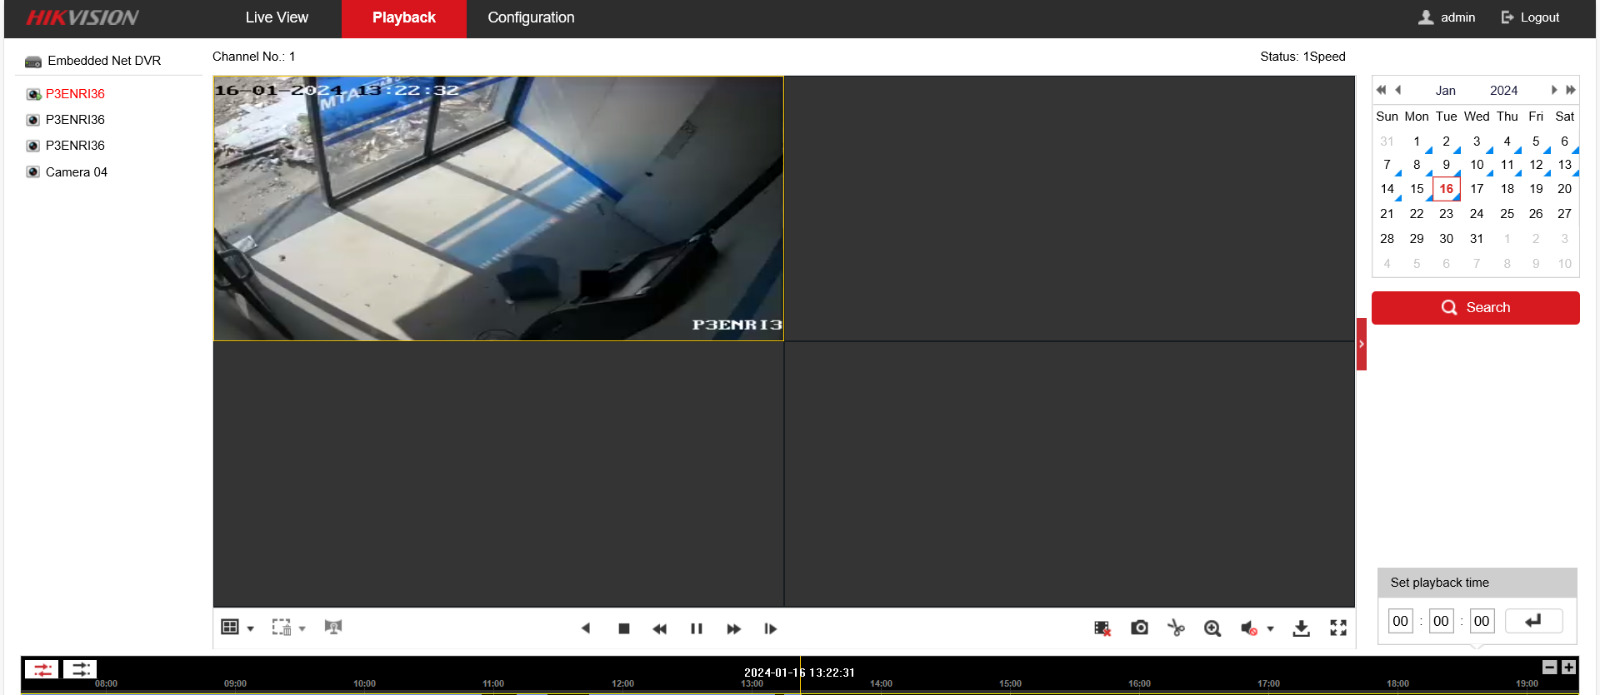 HIKVISION Live View Playback Configuration admin Logout
Embedded Net DVR
P3ENRI36
P3ENRI36
P3ENRI36
Camera 04
Channel No.: 1 Status: 1Speed
16-01-2024 13:22:32
MTA
P3ENRI3
Jan 2024
Sun Mon Tue Wed Thu Fri Sat
31 1 2 3 4 5 6
7 8 9 10 11 12 13
14 15 16 17 18 19 20
21 22 23 24 25 26 27
28 29 30 31 1 2 3
4 5 6 7 8 9 10
Search
Set playback time
00 : 00 : 00
2024-01-16 13:22:31
08:00 09:00 10:00 11:00 12:00 13:00 14:00 15:00 16:00 17:00 18:00 19:00